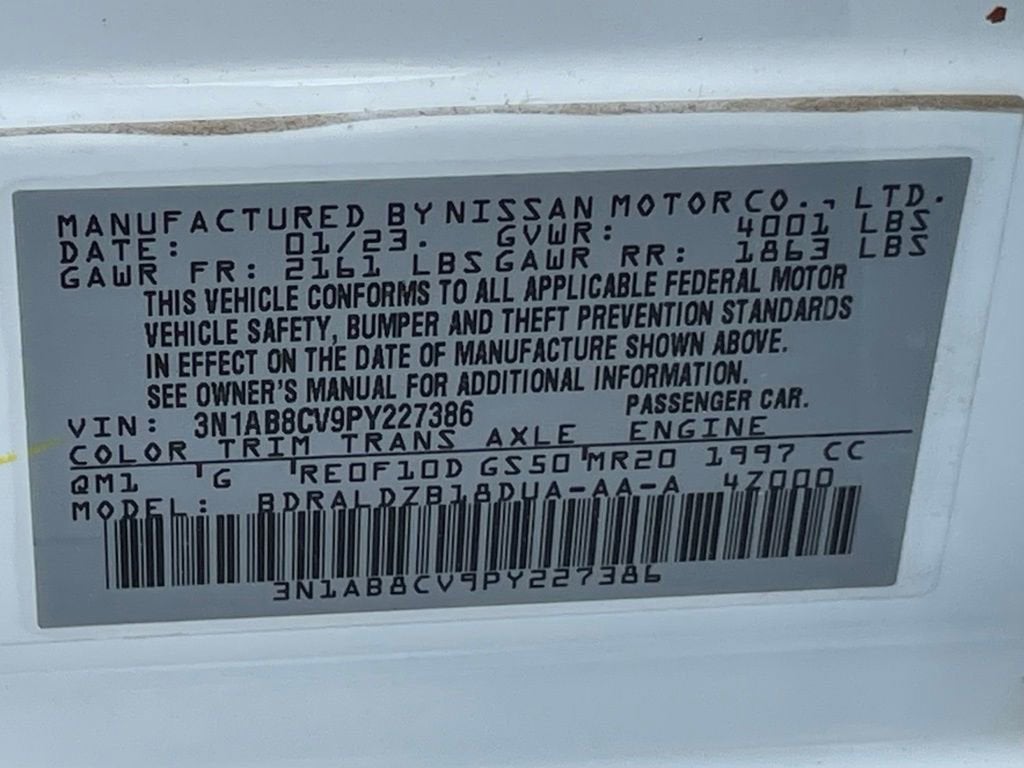 MANUFACTURED BY NISSAN MOTOR CO., LTD.
DATE: 01/23. GVWR: 4001 LBS
GAWR FR: 2161 LBS GAWR RR: 1863 LBS
THIS VEHICLE CONFORMS TO ALL APPLICABLE FEDERAL MOTOR
VEHICLE SAFETY, BUMPER AND THEFT PREVENTION STANDARDS
IN EFFECT ON THE DATE OF MANUFACTURE SHOWN ABOVE.
SEE OWNER'S MANUAL FOR ADDITIONAL INFORMATION.
VIN: 3N1AB8CV9PY227386 PASSENGER CAR.
COLOR TRIM TRANS AXLE ENGINE
QM1 G RE0F10D GS50 MR20 1997 CC
MODEL: BDRALDZB18DUA-AA-A 4Z000
3N1AB8CV9PY227386